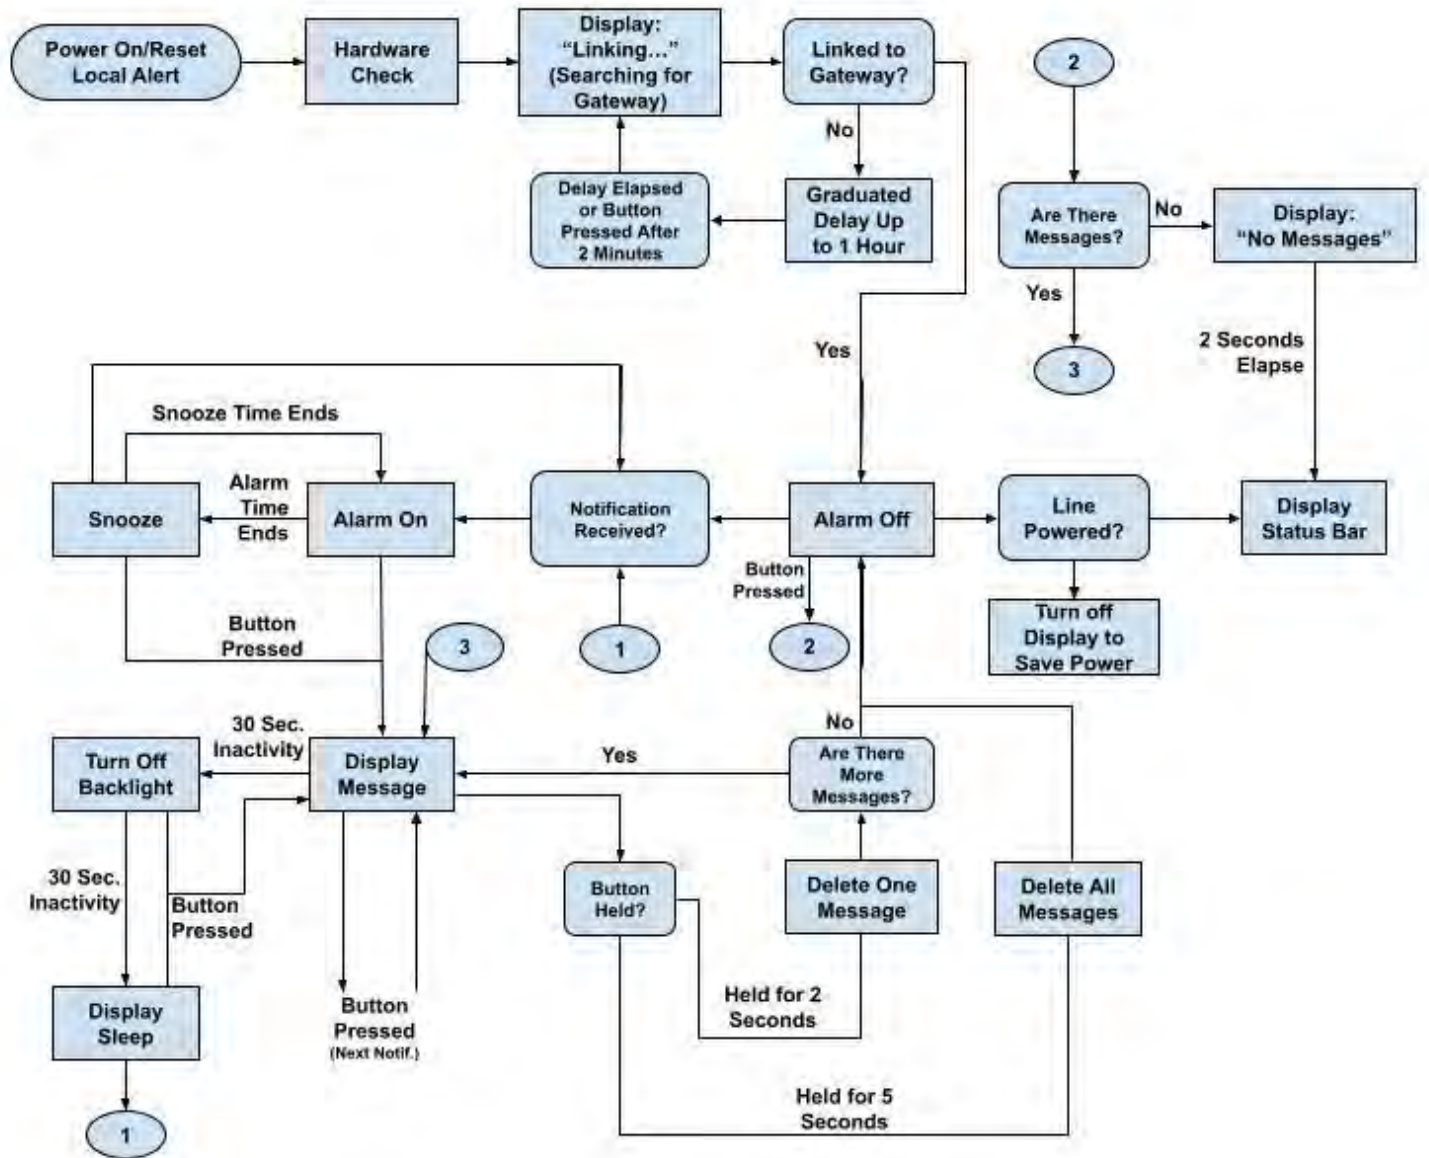 Power On/Reset
Local Alert
Hardware
Check
Display:
“Linking…”
(Searching for
Gateway)
Linked to
Gateway?
2
No
Delay Elapsed
or Button
Pressed After
2 Minutes
Graduated
Delay Up
to 1 Hour
Are There
Messages?
No
Display:
“No Messages”
Yes
3
2 Seconds
Elapse
Yes
Snooze Time Ends
Snooze
Alarm
Time
Ends
Alarm On
Notification
Received?
Alarm Off
Line
Powered?
Display
Status Bar
Button
Pressed
2
Turn off
Display to
Save Power
Button
Pressed
3
1
30 Sec.
Inactivity
Turn Off
Backlight
Display
Message
Yes
No
Are There
More
Messages?
30 Sec.
Inactivity
Button
Pressed
Button
Held?
Delete One
Message
Delete All
Messages
Display
Sleep
Button
Pressed
(Next Notif.)
Held for 2
Seconds
Held for 5
Seconds
1